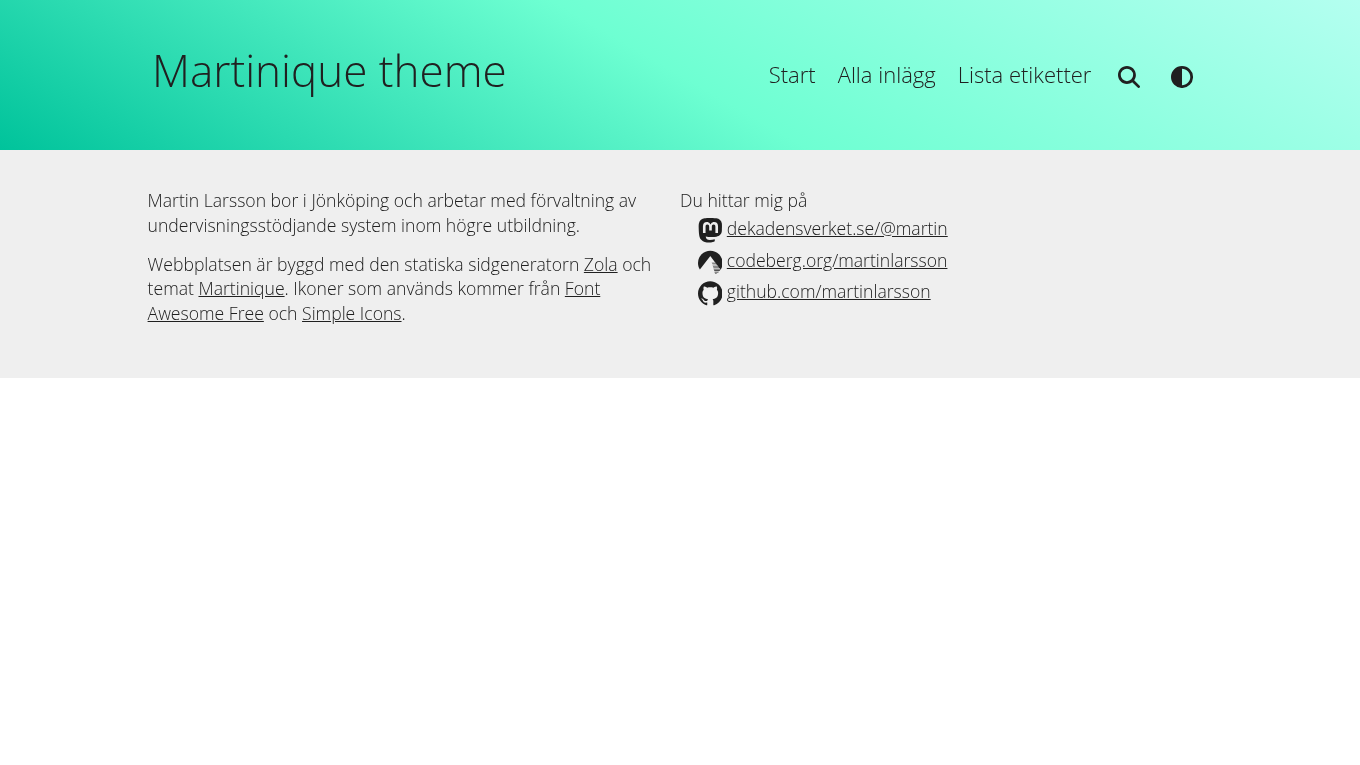 Martinique theme
Start Alla inlägg Lista etiketter
Martin Larsson bor i Jönköping och arbetar med förvaltning av
undervisningsstödjande system inom högre utbildning.
Webbplatsen är byggd med den statiska sidgeneratorn Zola och
temat Martinique. Ikoner som används kommer från Font
Awesome Free och Simple Icons.
Du hittar mig på
dekadensverket.se/@martin
codeberg.org/martinlarsson
github.com/martinlarsson